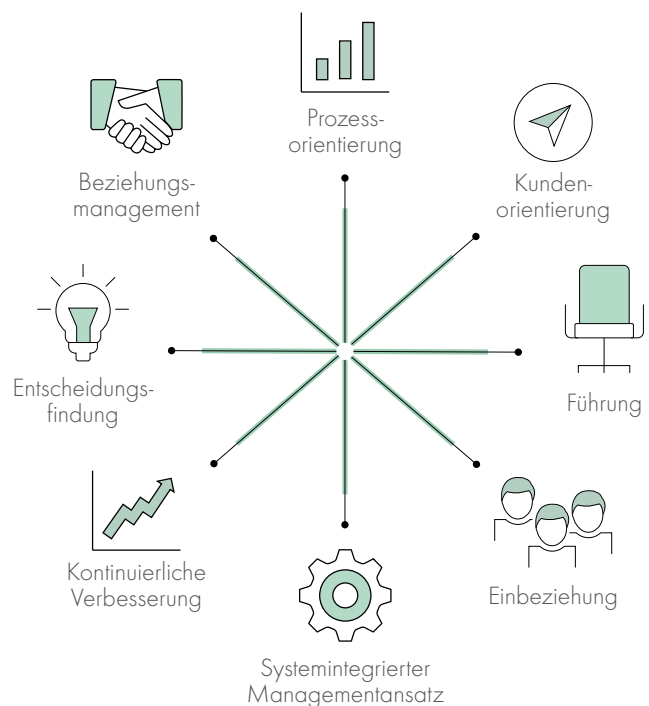 Prozess-
orientierung
Beziehungs-
management
Kunden-
orientierung
Entscheidungs-
findung
Führung
Kontinuierliche
Verbesserung
Einbeziehung
Systemintegrierter
Managementansatz